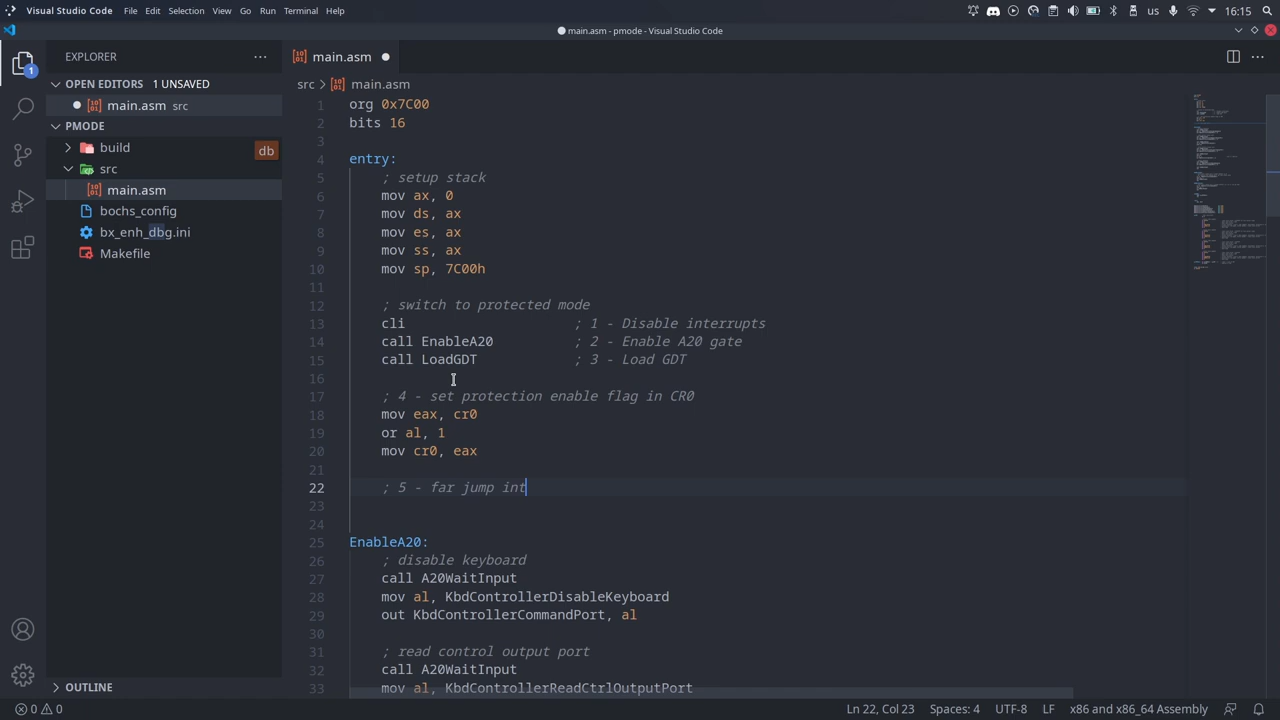 Visual Studio Code File Edit Selection View Go Run Terminal Help us 16:15
main.asm - pmode - Visual Studio Code
EXPLORER
main.asm
OPEN EDITORS 1 UNSAVED
main.asm src
PMODE
build
db
src
main.asm
bochs_config
bx_enh_dbg.ini
Makefile
OUTLINE
1
src > main.asm
1 org 0x7C00
2 bits 16
3
4 entry:
5 ; setup stack
6 mov ax, 0
7 mov ds, ax
8 mov es, ax
9 mov ss, ax
10 mov sp, 7C00h
11
12 ; switch to protected mode
13 cli ; 1 - Disable interrupts
14 call EnableA20 ; 2 - Enable A20 gate
15 call LoadGDT ; 3 - Load GDT
16
17 ; 4 - set protection enable flag in CR0
18 mov eax, cr0
19 or al, 1
20 mov cr0, eax
21
22 ; 5 - far jump int
23
24
25 EnableA20:
26 ; disable keyboard
27 call A20WaitInput
28 mov al, KbdControllerDisableKeyboard
29 out KbdControllerCommandPort, al
30
31 ; read control output port
32 call A20WaitInput
33 mov al, KbdControllerReadCtrlOutputPort
0 0 Ln 22, Col 23 Spaces: 4 UTF-8 LF x86 and x86_64 Assembly